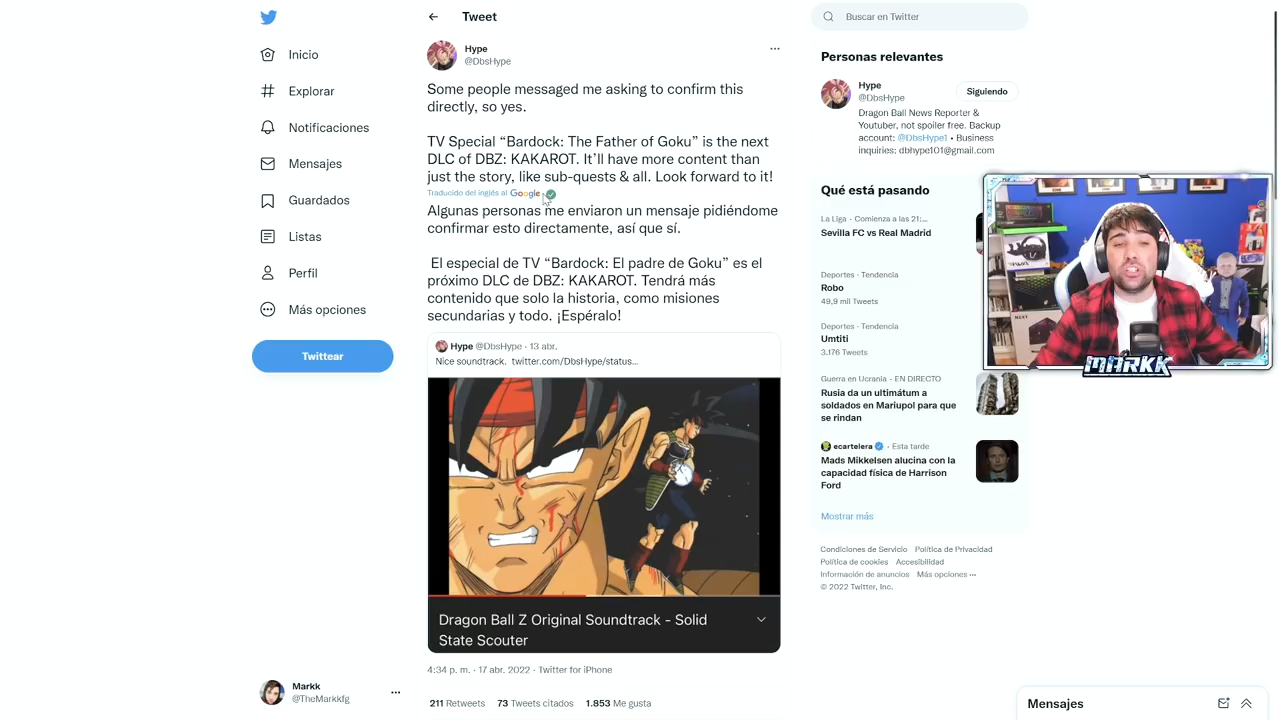 Tweet
Buscar en Twitter
Inicio
Explorar
Notificaciones
Mensajes
Guardados
Listas
Perfil
Más opciones
Twittear
Markk
@TheMarkkfg
Hype
@DbsHype
Some people messaged me asking to confirm this
directly, so yes.
TV Special “Bardock: The Father of Goku” is the next
DLC of DBZ: KAKAROT. It’ll have more content than
just the story, like sub-quests & all. Look forward to it!
Traducido del inglés al Google
Algunas personas me enviaron un mensaje pidiéndome
confirmar esto directamente, así que sí.
El especial de TV “Bardock: El padre de Goku” es el
próximo DLC de DBZ: KAKAROT. Tendrá más
contenido que solo la historia, como misiones
secundarias y todo. ¡Espéralo!
Hype @DbsHype · 13 abr.
Nice soundtrack. twitter.com/DbsHype/status...
Dragon Ball Z Original Soundtrack - Solid
State Scouter
4:34 p. m. · 17 abr. 2022 · Twitter for iPhone
211 Retweets 73 Tweets citados 1.853 Me gusta
Personas relevantes
Hype
@DbsHype
Siguiendo
Dragon Ball News Reporter &
Youtuber, not spoiler free. Backup
account: @DbsHype1 • Business
inquiries: dbhype101@gmail.com
Qué está pasando
La Liga · Comienza a las 21:...
Sevilla FC vs Real Madrid
Deportes · Tendencia
Robo
49,9 mil Tweets
Deportes · Tendencia
Umtiti
3.176 Tweets
Guerra en Ucrania · EN DIRECTO
Rusia da un ultimátum a
soldados en Mariupol para que
se rindan
ecartelera · Esta tarde
Mads Mikkelsen alucina con la
capacidad física de Harrison
Ford
Mostrar más
Condiciones de Servicio Política de Privacidad
Política de cookies Accesibilidad
Información de anuncios Más opciones ···
© 2022 Twitter, Inc.
NEXT
MARKK
Mensajes